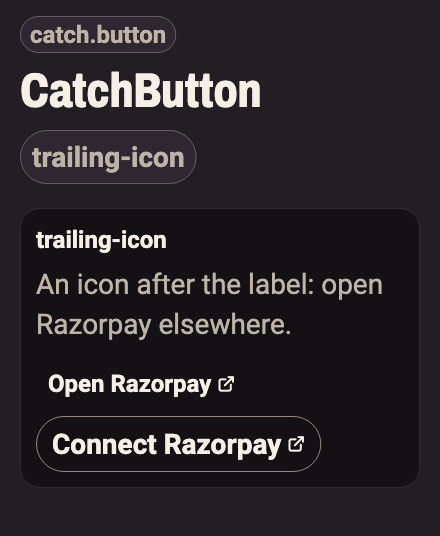 catch.button
CatchButton
trailing-icon
trailing-icon
An icon after the label: open
Razorpay elsewhere.
Open Razorpay
Connect Razorpay